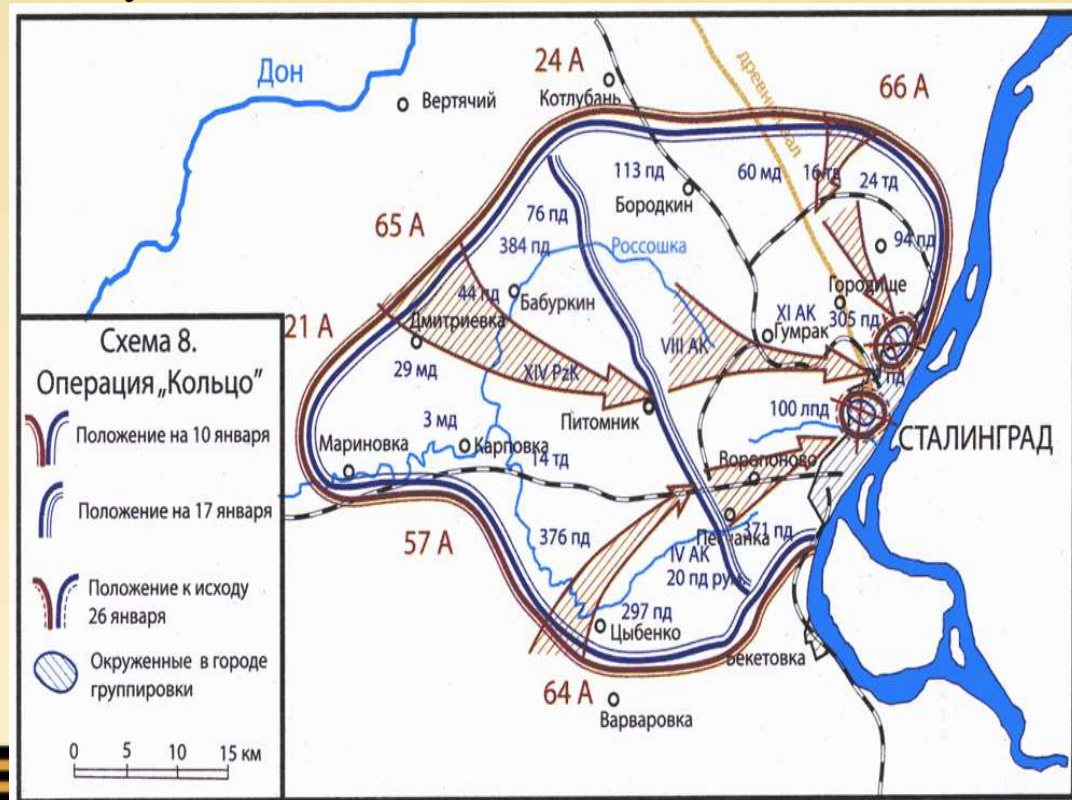 Дон
Вертячий
24 А
Котлубань
древний вал
66 А
113 пд
60 мд
16 тд
24 тд
Бородкин
76 пд
65 А
384 пд
Россошка
94 пд
44 пд
Бабуркин
Городище
21 А
Дмитриевка
XI АК
305 пд
Гумрак
VIII АК
29 мд
XIV PzK
пд
Питомник
100 лпд
3 мд
Мариновка
Карповка
СТАЛИНГРАД
14 тд
Воропоново
57 А
376 пд
Песчанка
371 пд
IV АК
20 пд рум.
297 пд
Цыбенко
Бекетовка
64 А
Варваровка
Схема 8.
Операция „Кольцо”
Положение на 10 января
Положение на 17 января
Положение к исходу
26 января
Окруженные в городе
группировки
0 5 10 15 км